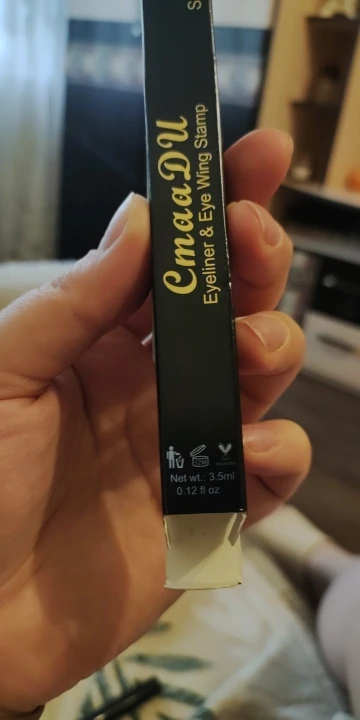 CmaaDU
Eyeliner & Eye Wing Stamp
Net wt.: 3.5ml
0.12 fl oz